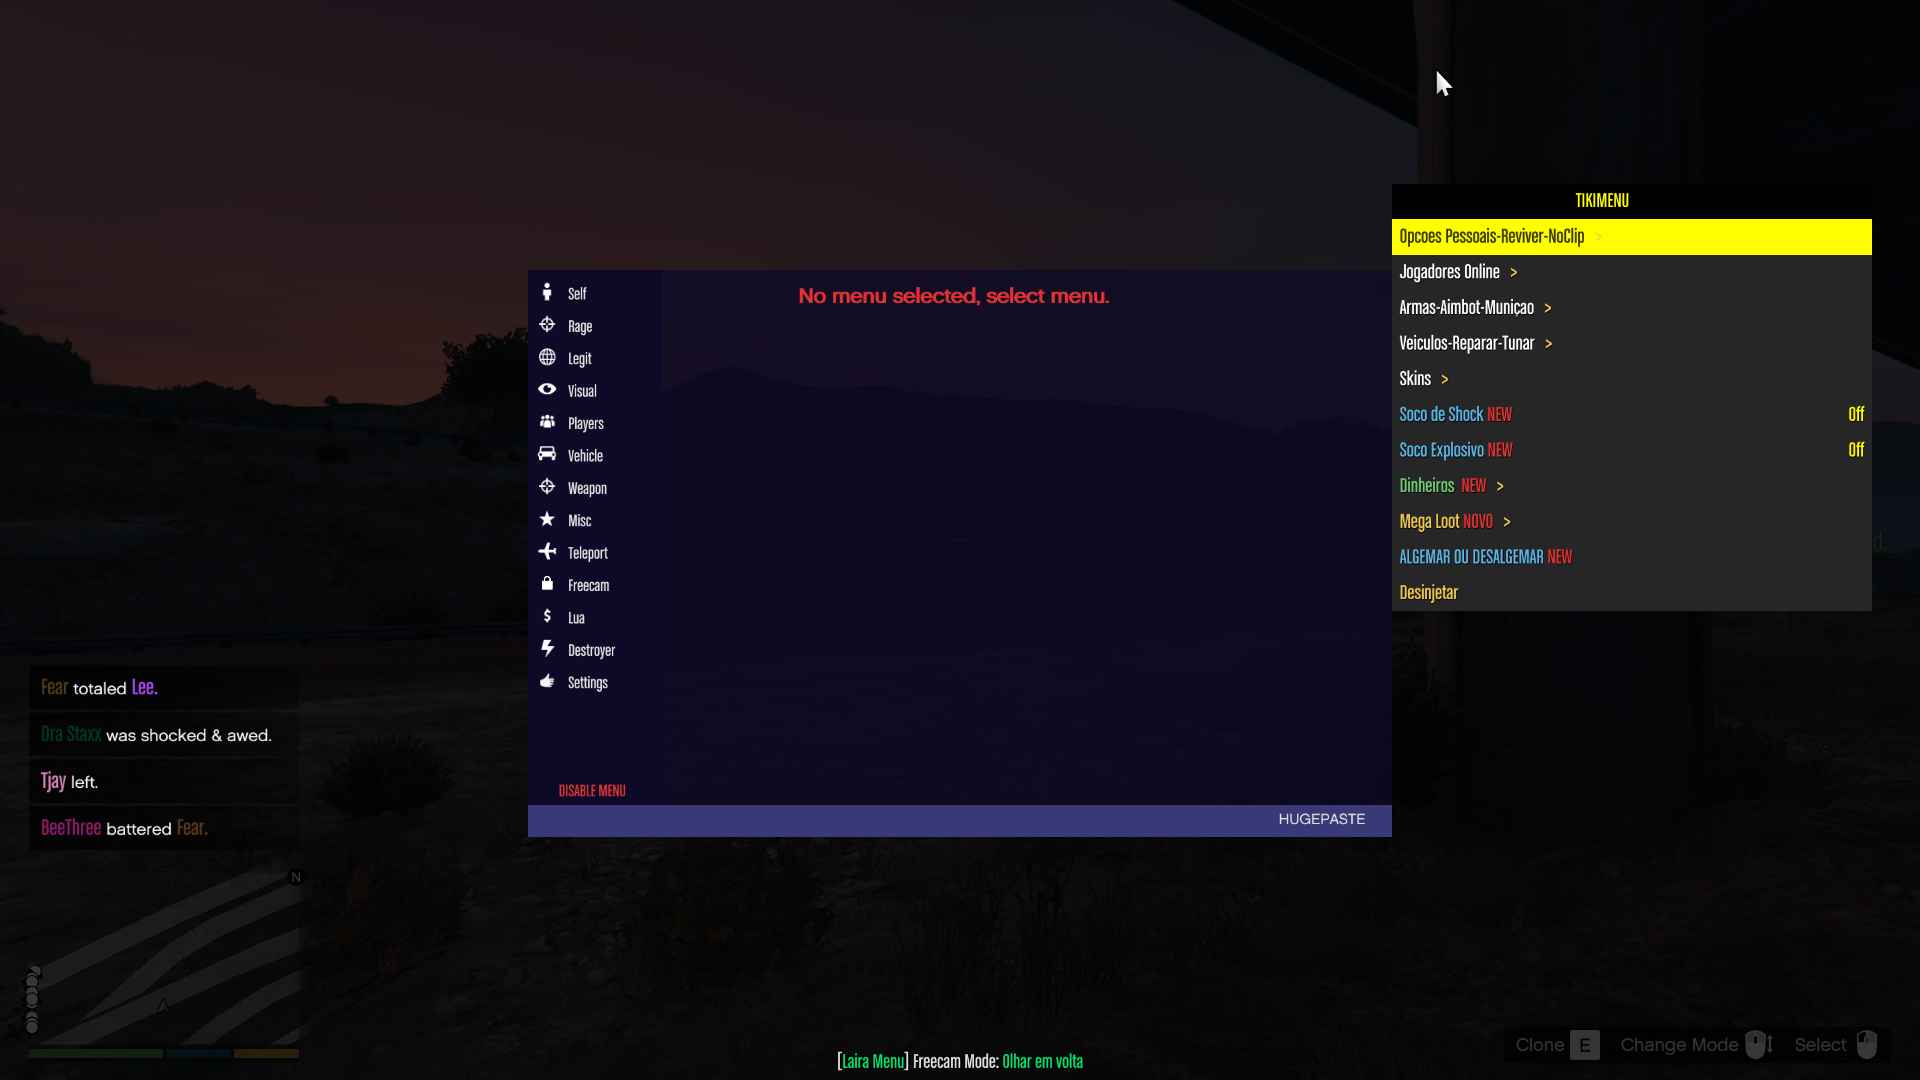 TIKIMENU
Opcoes Pessoais-Reviver-NoClip >
Jogadores Online >
Armas-Aimbot-Muniçao >
Veiculos-Reparar-Tunar >
Skins >
Soco de Shock NEW Off
Soco Explosivo NEW Off
Dinheiros NEW >
Mega Loot NOVO >
ALGEMAR OU DESALGEMAR NEW
Desinjetar
No menu selected, select menu.
Self
Rage
Legit
Visual
Players
Vehicle
Weapon
Misc
Teleport
Freecam
Lua
Destroyer
Settings
DISABLE MENU
HUGEPASTE
Fear totaled Lee.
Dra Staxx was shocked & awed.
Tjay left.
BeeThree battered Fear.
N
[Laira Menu] Freecam Mode: Olhar em volta
Clone E Change Mode Select